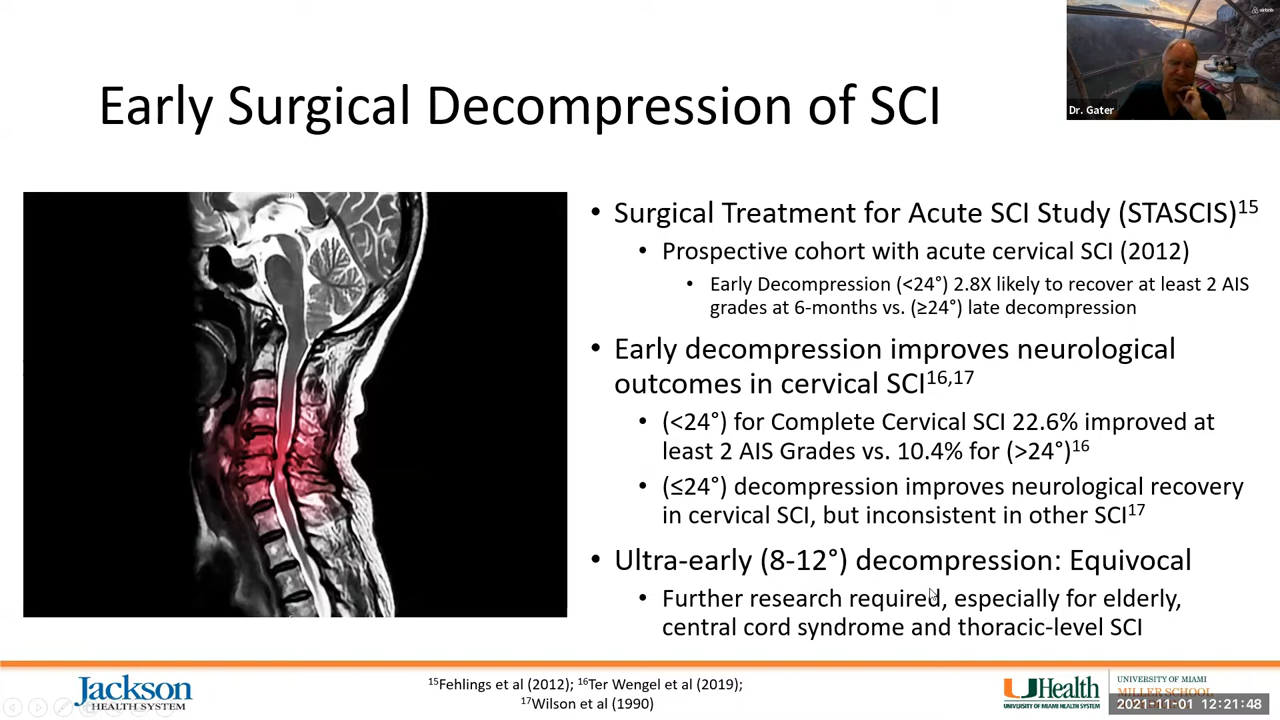 airbnb
Dr. Gater
Early Surgical Decompression of SCI
• Surgical Treatment for Acute SCI Study (STASCIS)15
• Prospective cohort with acute cervical SCI (2012)
• Early Decompression (<24°) 2.8X likely to recover at least 2 AIS
grades at 6-months vs. (≥24°) late decompression
• Early decompression improves neurological
outcomes in cervical SCI16,17
• (<24°) for Complete Cervical SCI 22.6% improved at
least 2 AIS Grades vs. 10.4% for (>24°)16
• (≤24°) decompression improves neurological recovery
in cervical SCI, but inconsistent in other SCI17
• Ultra-early (8-12°) decompression: Equivocal
• Further research required, especially for elderly,
central cord syndrome and thoracic-level SCI
15Fehlings et al (2012); 16Ter Wengel et al (2019);
17Wilson et al (1990)
Jackson
HEALTH SYSTEM
UHealth
UNIVERSITY OF MIAMI HEALTH SYSTEM
UNIVERSITY OF MIAMI
MILLER SCHOOL
2021-11-01 12:21:48